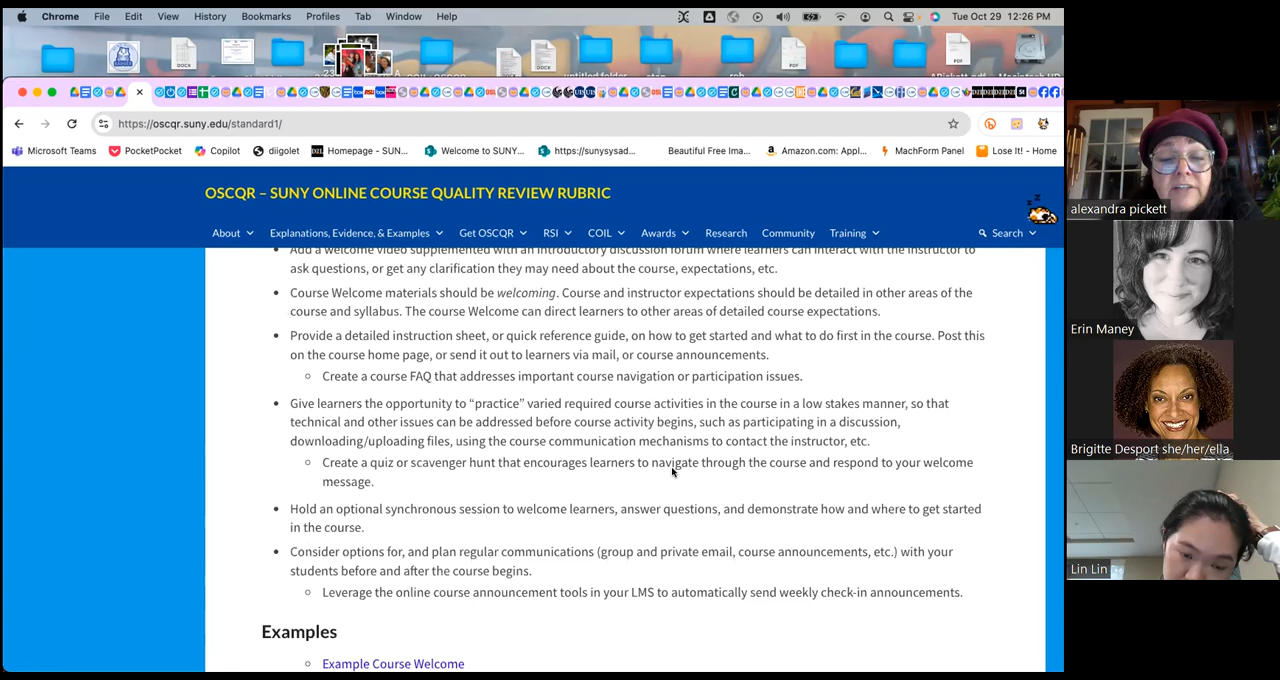 Chrome File Edit View History Bookmarks Profiles Tab Window Help Tue Oct 29 12:26 PM
https://oscqr.suny.edu/standard1/
Microsoft Teams PocketPocket Copilot diigolet Homepage - SUN... Welcome to SUNY... https://sunysysad... Beautiful Free Ima... Amazon.com: Appl... MachForm Panel Lose It! - Home
OSCQR – SUNY ONLINE COURSE QUALITY REVIEW RUBRIC
About Explanations, Evidence, & Examples Get OSCQR RSI COIL Awards Research Community Training Search
Add a welcome video supplemented with an introductory discussion forum where learners can interact with the instructor to
ask questions, or get any clarification they may need about the course, expectations, etc.
Course Welcome materials should be welcoming. Course and instructor expectations should be detailed in other areas of the
course and syllabus. The course Welcome can direct learners to other areas of detailed course expectations.
Provide a detailed instruction sheet, or quick reference guide, on how to get started and what to do first in the course. Post this
on the course home page, or send it out to learners via mail, or course announcements.
Create a course FAQ that addresses important course navigation or participation issues.
Give learners the opportunity to “practice” varied required course activities in the course in a low stakes manner, so that
technical and other issues can be addressed before course activity begins, such as participating in a discussion,
downloading/uploading files, using the course communication mechanisms to contact the instructor, etc.
Create a quiz or scavenger hunt that encourages learners to navigate through the course and respond to your welcome
message.
Hold an optional synchronous session to welcome learners, answer questions, and demonstrate how and where to get started
in the course.
Consider options for, and plan regular communications (group and private email, course announcements, etc.) with your
students before and after the course begins.
Leverage the online course announcement tools in your LMS to automatically send weekly check-in announcements.
Examples
Example Course Welcome
alexandra pickett
Erin Maney
Brigitte Desport she/her/ella
Lin Lin